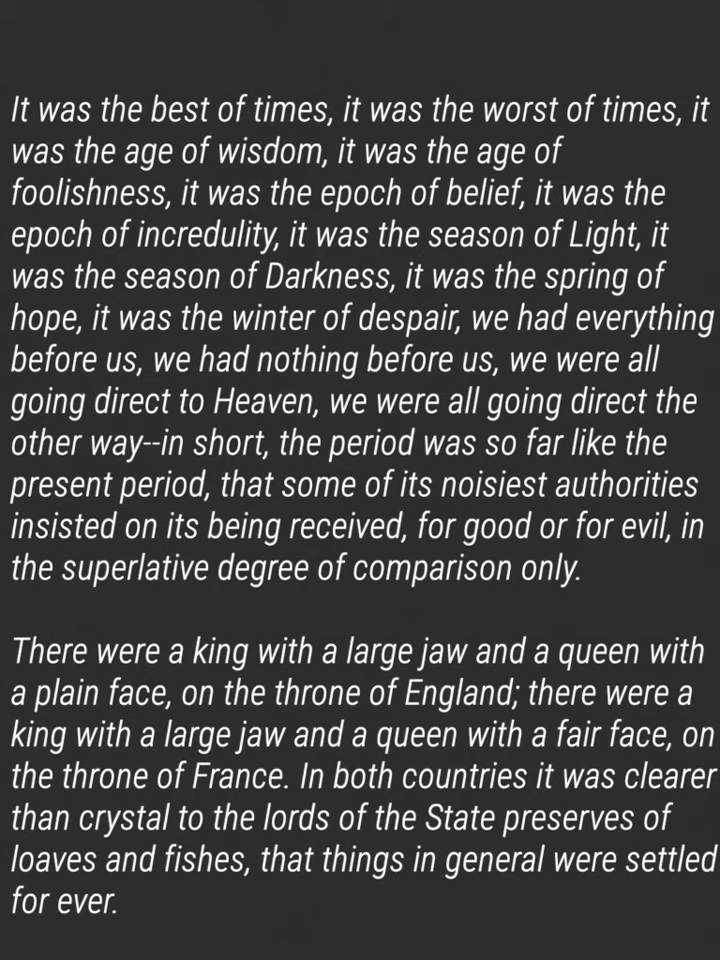 It was the best of times, it was the worst of times, it
was the age of wisdom, it was the age of
foolishness, it was the epoch of belief, it was the
epoch of incredulity, it was the season of Light, it
was the season of Darkness, it was the spring of
hope, it was the winter of despair, we had everything
before us, we had nothing before us, we were all
going direct to Heaven, we were all going direct the
other way--in short, the period was so far like the
present period, that some of its noisiest authorities
insisted on its being received, for good or for evil, in
the superlative degree of comparison only.
There were a king with a large jaw and a queen with
a plain face, on the throne of England; there were a
king with a large jaw and a queen with a fair face, on
the throne of France. In both countries it was clearer
than crystal to the lords of the State preserves of
loaves and fishes, that things in general were settled
for ever.